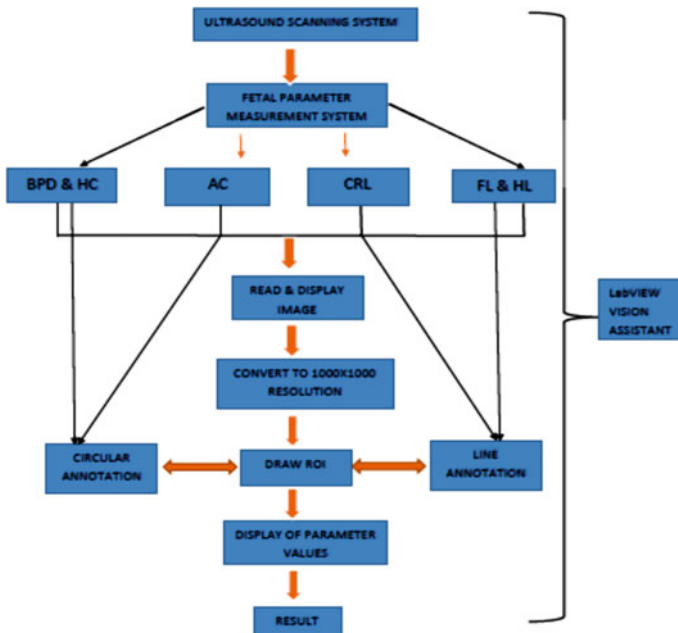 ULTRASOUND SCANNING SYSTEM
FETAL PARAMETER
MEASUREMENT SYSTEM
BPD & HC
AC
CRL
FL & HL
READ & DISPLAY
IMAGE
LabVIEW
VISION
ASSISTANT
CONVERT TO 1000X1000
RESOLUTION
CIRCULAR
ANNOTATION
DRAW ROI
LINE
ANNOTATION
DISPLAY OF PARAMETER
VALUES
RESULT